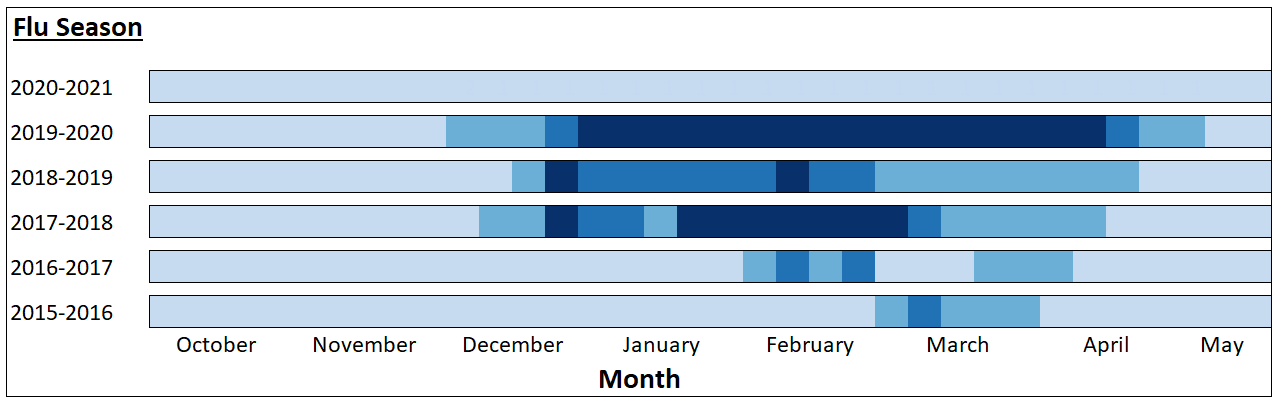 Flu Season
2020-2021
2019-2020
2018-2019
2017-2018
2016-2017
2015-2016
October November December January February March April May
Month